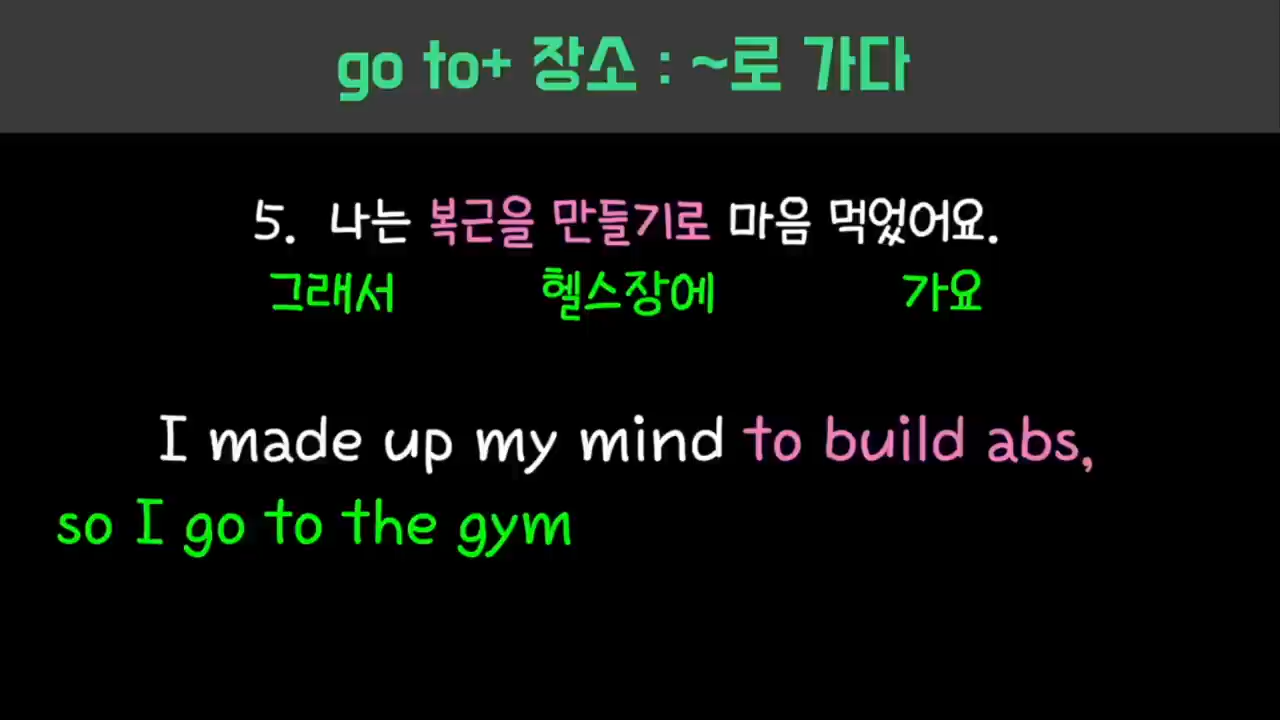 go to+ 장소 : ~로 가다
5. 나는 복근을 만들기로 마음 먹었어요.
그래서 헬스장에 가요
I made up my mind to build abs,
so I go to the gym